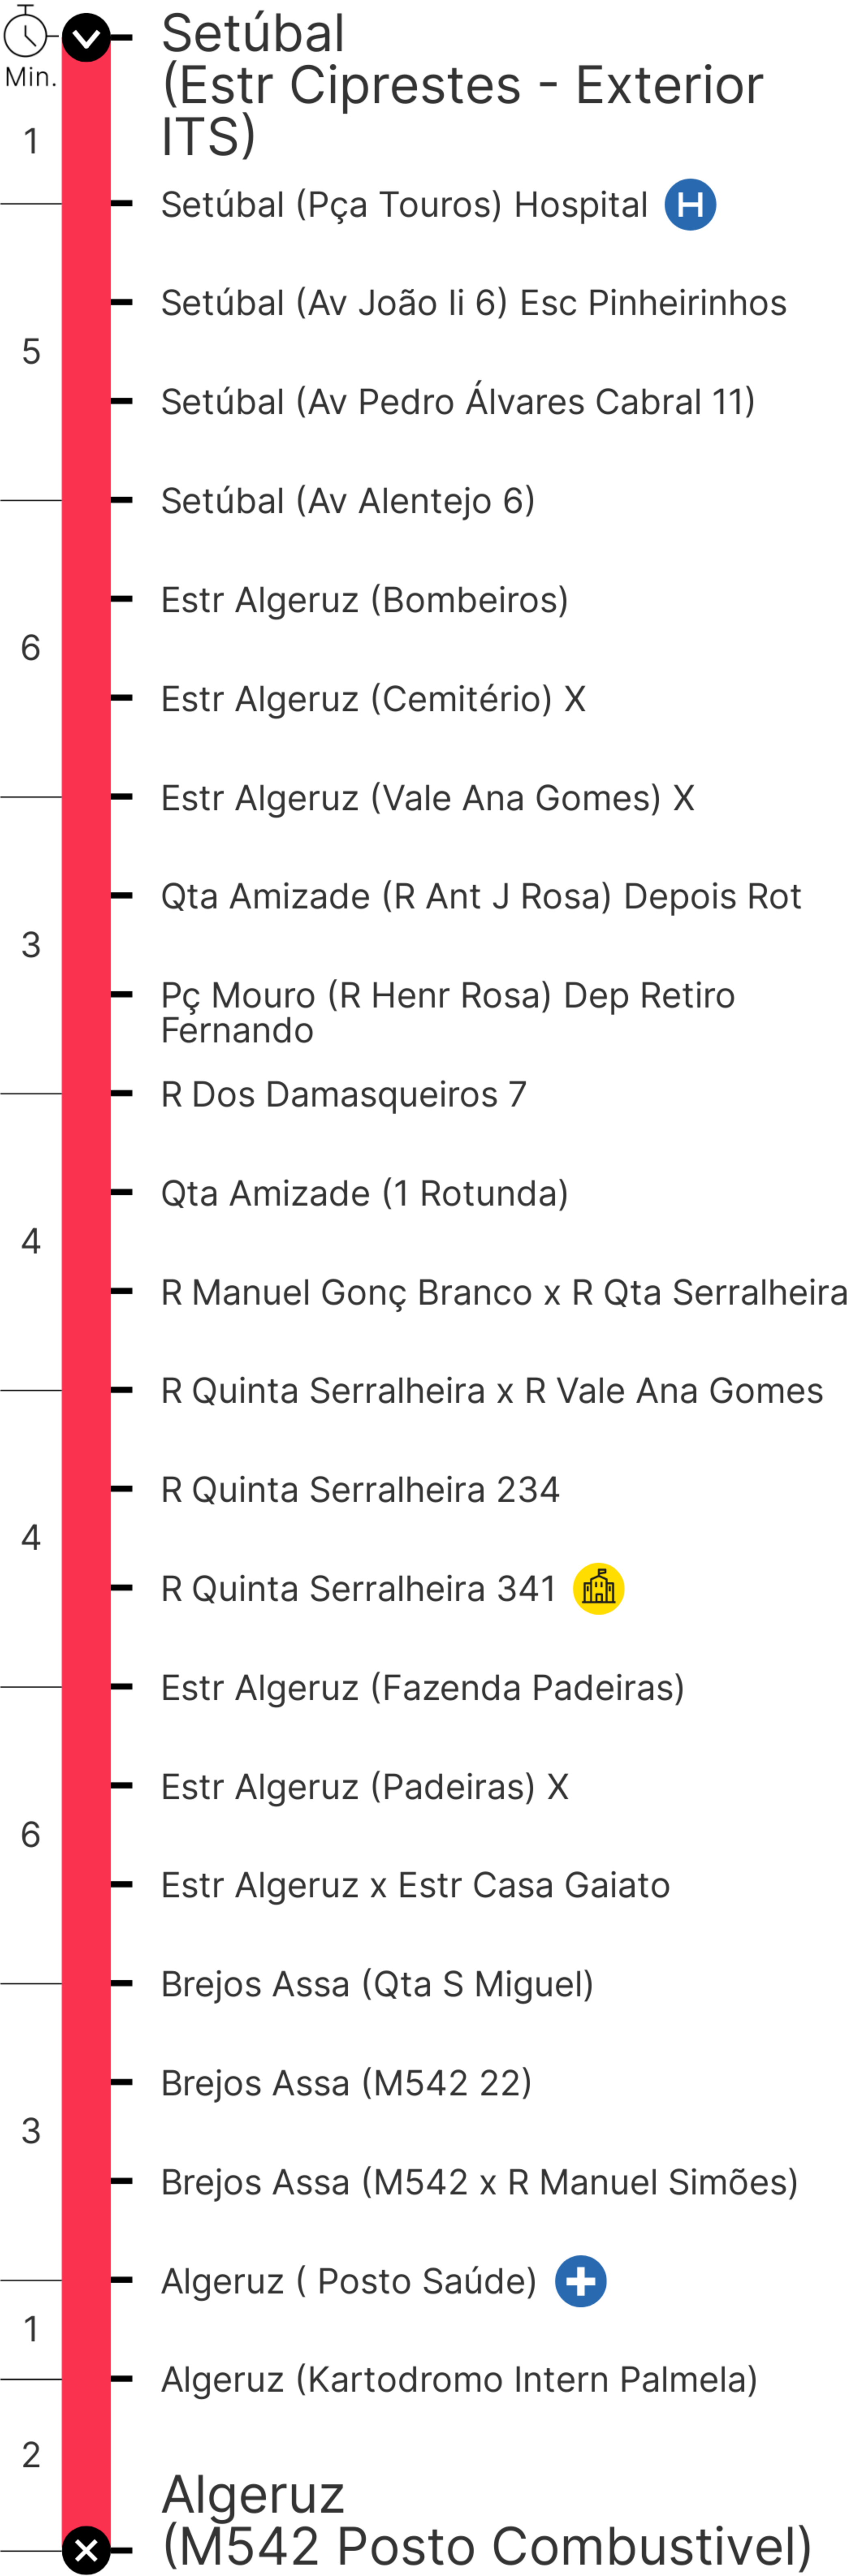 Setúbal
(Estr Ciprestes - Exterior
ITS)
Min.
1
Setúbal (Pça Touros) Hospital H
Setúbal (Av João Ii 6) Esc Pinheirinhos
5
Setúbal (Av Pedro Álvares Cabral 11)
Setúbal (Av Alentejo 6)
Estr Algeruz (Bombeiros)
6
Estr Algeruz (Cemitério) X
Estr Algeruz (Vale Ana Gomes) X
Qta Amizade (R Ant J Rosa) Depois Rot
3
Pç Mouro (R Henr Rosa) Dep Retiro
Fernando
R Dos Damasqueiros 7
Qta Amizade (1 Rotunda)
4
R Manuel Gonç Branco x R Qta Serralheira
R Quinta Serralheira x R Vale Ana Gomes
R Quinta Serralheira 234
4
R Quinta Serralheira 341
Estr Algeruz (Fazenda Padeiras)
Estr Algeruz (Padeiras) X
6
Estr Algeruz x Estr Casa Gaiato
Brejos Assa (Qta S Miguel)
Brejos Assa (M542 22)
3
Brejos Assa (M542 x R Manuel Simões)
Algeruz ( Posto Saúde)
1
Algeruz (Kartodromo Intern Palmela)
2
Algeruz
(M542 Posto Combustivel)